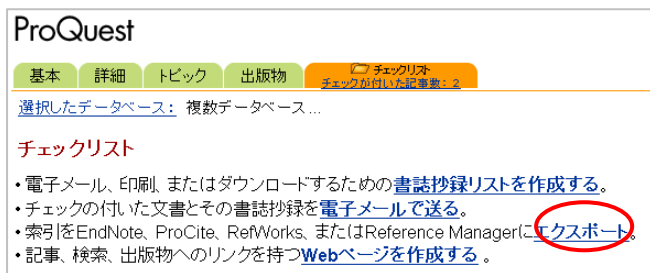 ProQuest
基本 詳細 トピック 出版物 チェックリスト
チェックが付いた記事数: 2
選択したデータベース: 複数データベース...
チェックリスト
•電子メール、印刷、またはダウンロードするための書誌抄録リストを作成する。
•チェックの付いた文書とその書誌抄録を電子メールで送る。
•索引をEndNote、ProCite、RefWorks、またはReference Managerにエクスポート。
•記事、検索、出版物へのリンクを持つWebページを作成する 。